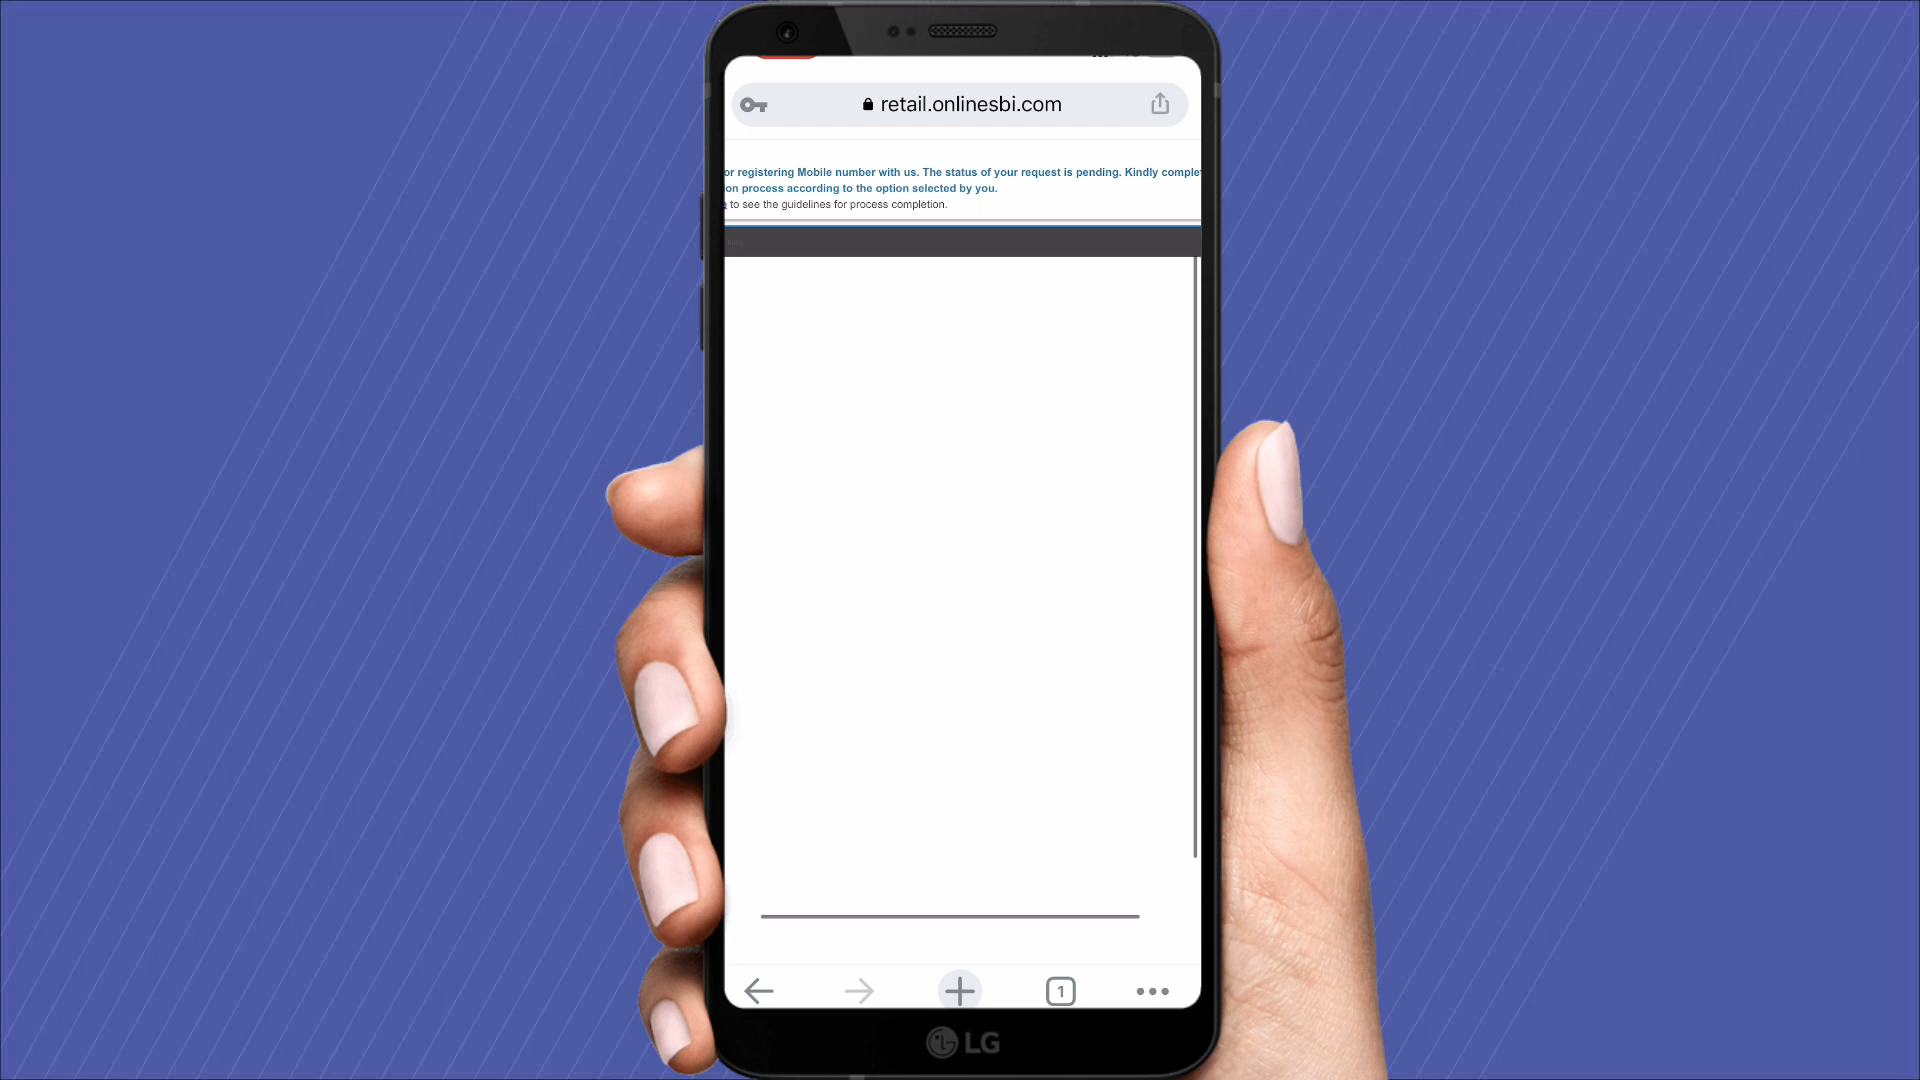 retail.onlinesbi.com
or registering Mobile number with us. The status of your request is pending. Kindly comple
on process according to the option selected by you.
to see the guidelines for process completion.
1
LG